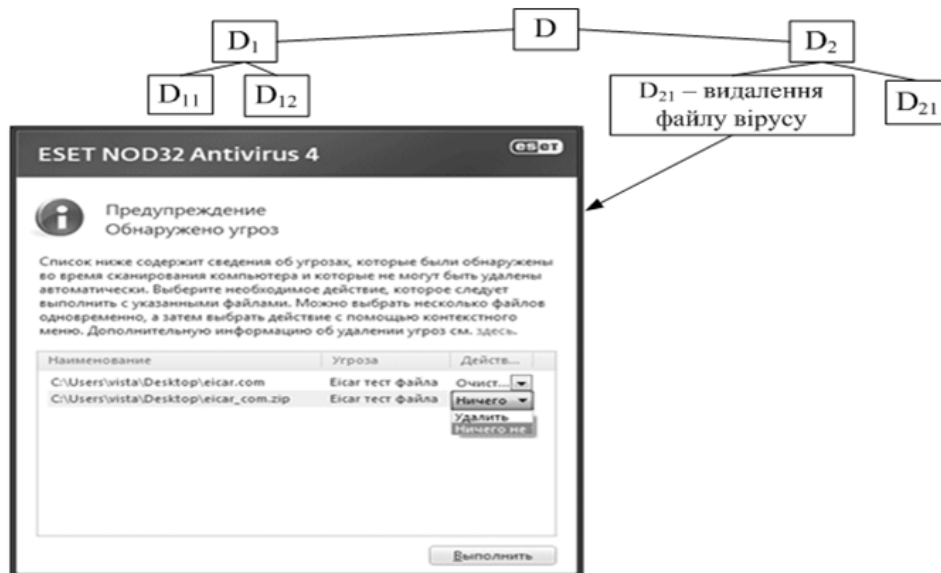 D
D₁
D₂
D₁₁
D₁₂
D₂₁ – видалення
файлу вірусу
D₂₁
ESET NOD32 Antivirus 4
eset
Предупреждение
Обнаружено угроз
Список ниже содержит сведения об угрозах, которые были обнаружены
во время сканирования компьютера и которые не могут быть удалены
автоматически. Выберите необходимое действие, которое следует
выполнить с указанными файлами. Можно выбрать несколько файлов
одновременно, а затем выбрать действие с помощью контекстного
меню. Дополнительную информацию об удалении угроз см. здесь.
Наименование Угроза Действ...
C:\Users\vista\Desktop\eicar.com Eicar тест файла Очист...
C:\Users\vista\Desktop\eicar_com.zip Eicar тест файла Ничего
Удалить
Ничего не
Выполнить